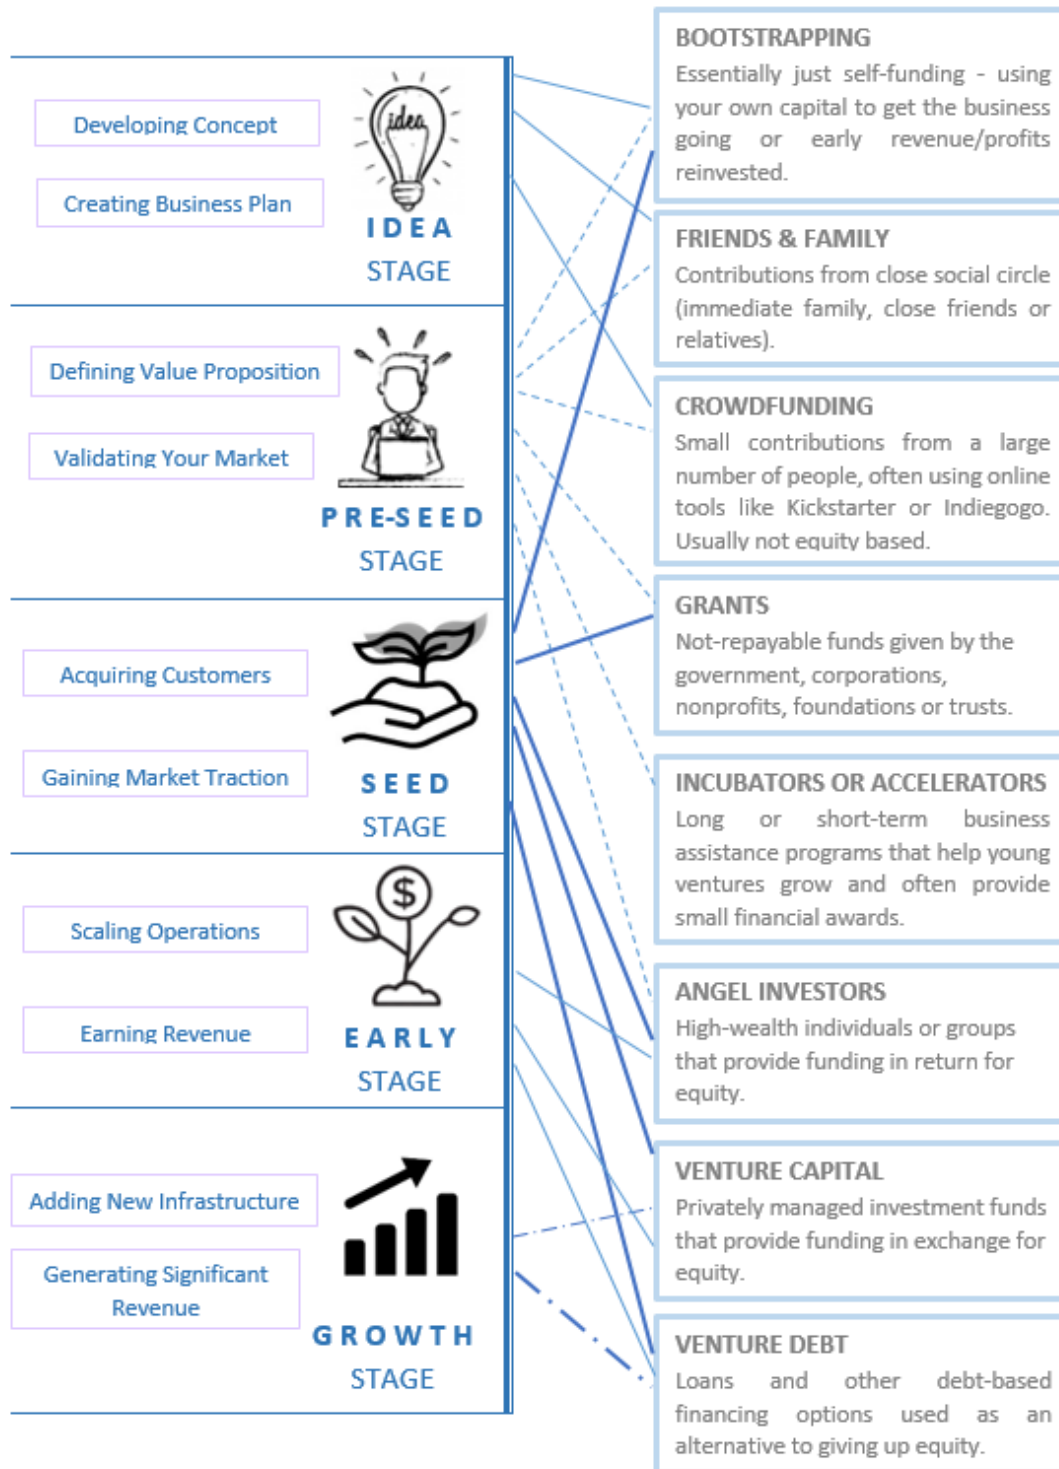 Developing Concept
Creating Business Plan
idea
IDEA
STAGE
Defining Value Proposition
Validating Your Market
PRE-SEED
STAGE
Acquiring Customers
Gaining Market Traction
SEED
STAGE
$
Scaling Operations
Earning Revenue
EARLY
STAGE
Adding New Infrastructure
Generating Significant
Revenue
GROWTH
STAGE
BOOTSTRAPPING
Essentially just self-funding - using
your own capital to get the business
going or early revenue/profits
reinvested.
FRIENDS & FAMILY
Contributions from close social circle
(immediate family, close friends or
relatives).
CROWDFUNDING
Small contributions from a large
number of people, often using online
tools like Kickstarter or Indiegogo.
Usually not equity based.
GRANTS
Not-repayable funds given by the
government, corporations,
nonprofits, foundations or trusts.
INCUBATORS OR ACCELERATORS
Long or short-term business
assistance programs that help young
ventures grow and often provide
small financial awards.
ANGEL INVESTORS
High-wealth individuals or groups
that provide funding in return for
equity.
VENTURE CAPITAL
Privately managed investment funds
that provide funding in exchange for
equity.
VENTURE DEBT
Loans and other debt-based
financing options used as an
alternative to giving up equity.